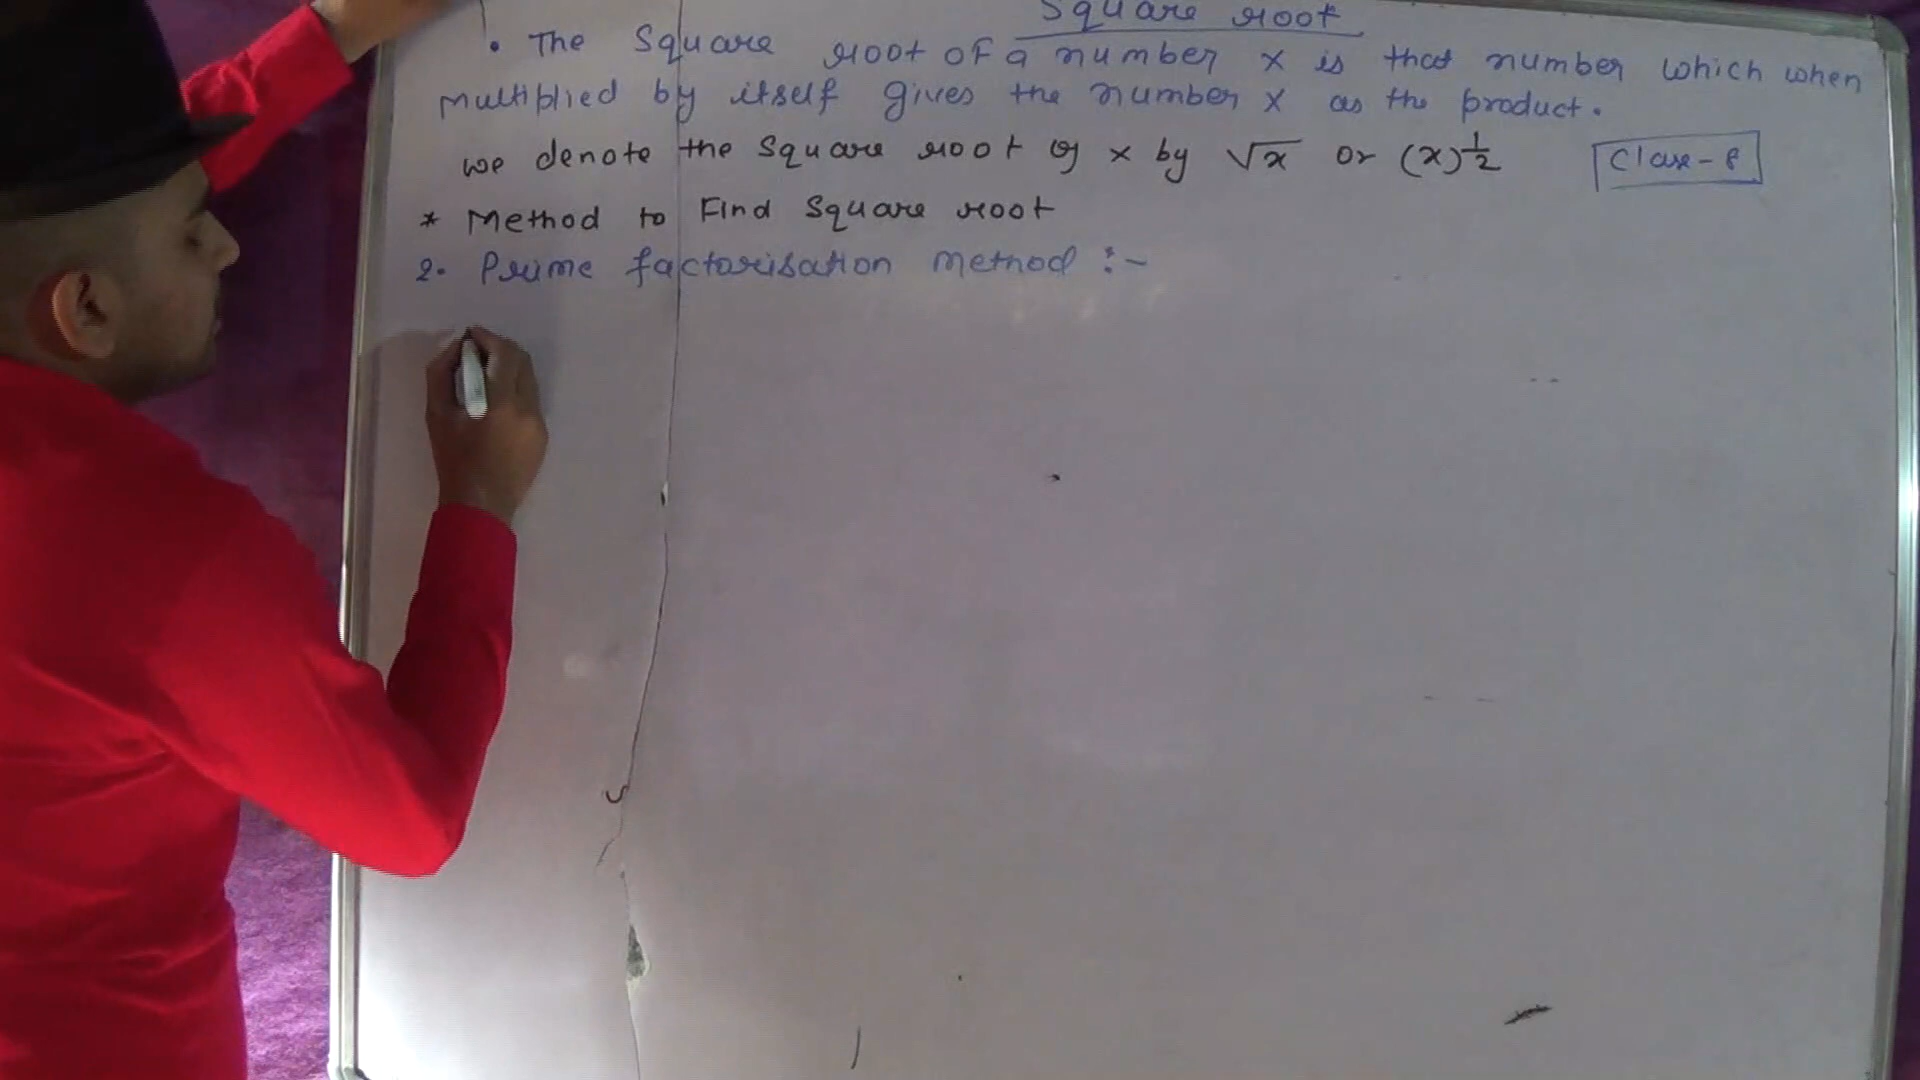 Square root
• The Square root of a number x is that number which when
multiplied by itself gives the number x as the product.
we denote the square root of x by √x or (x)^1/2
Class-8
* Method to Find Square root
2. Prime factorisation method :-